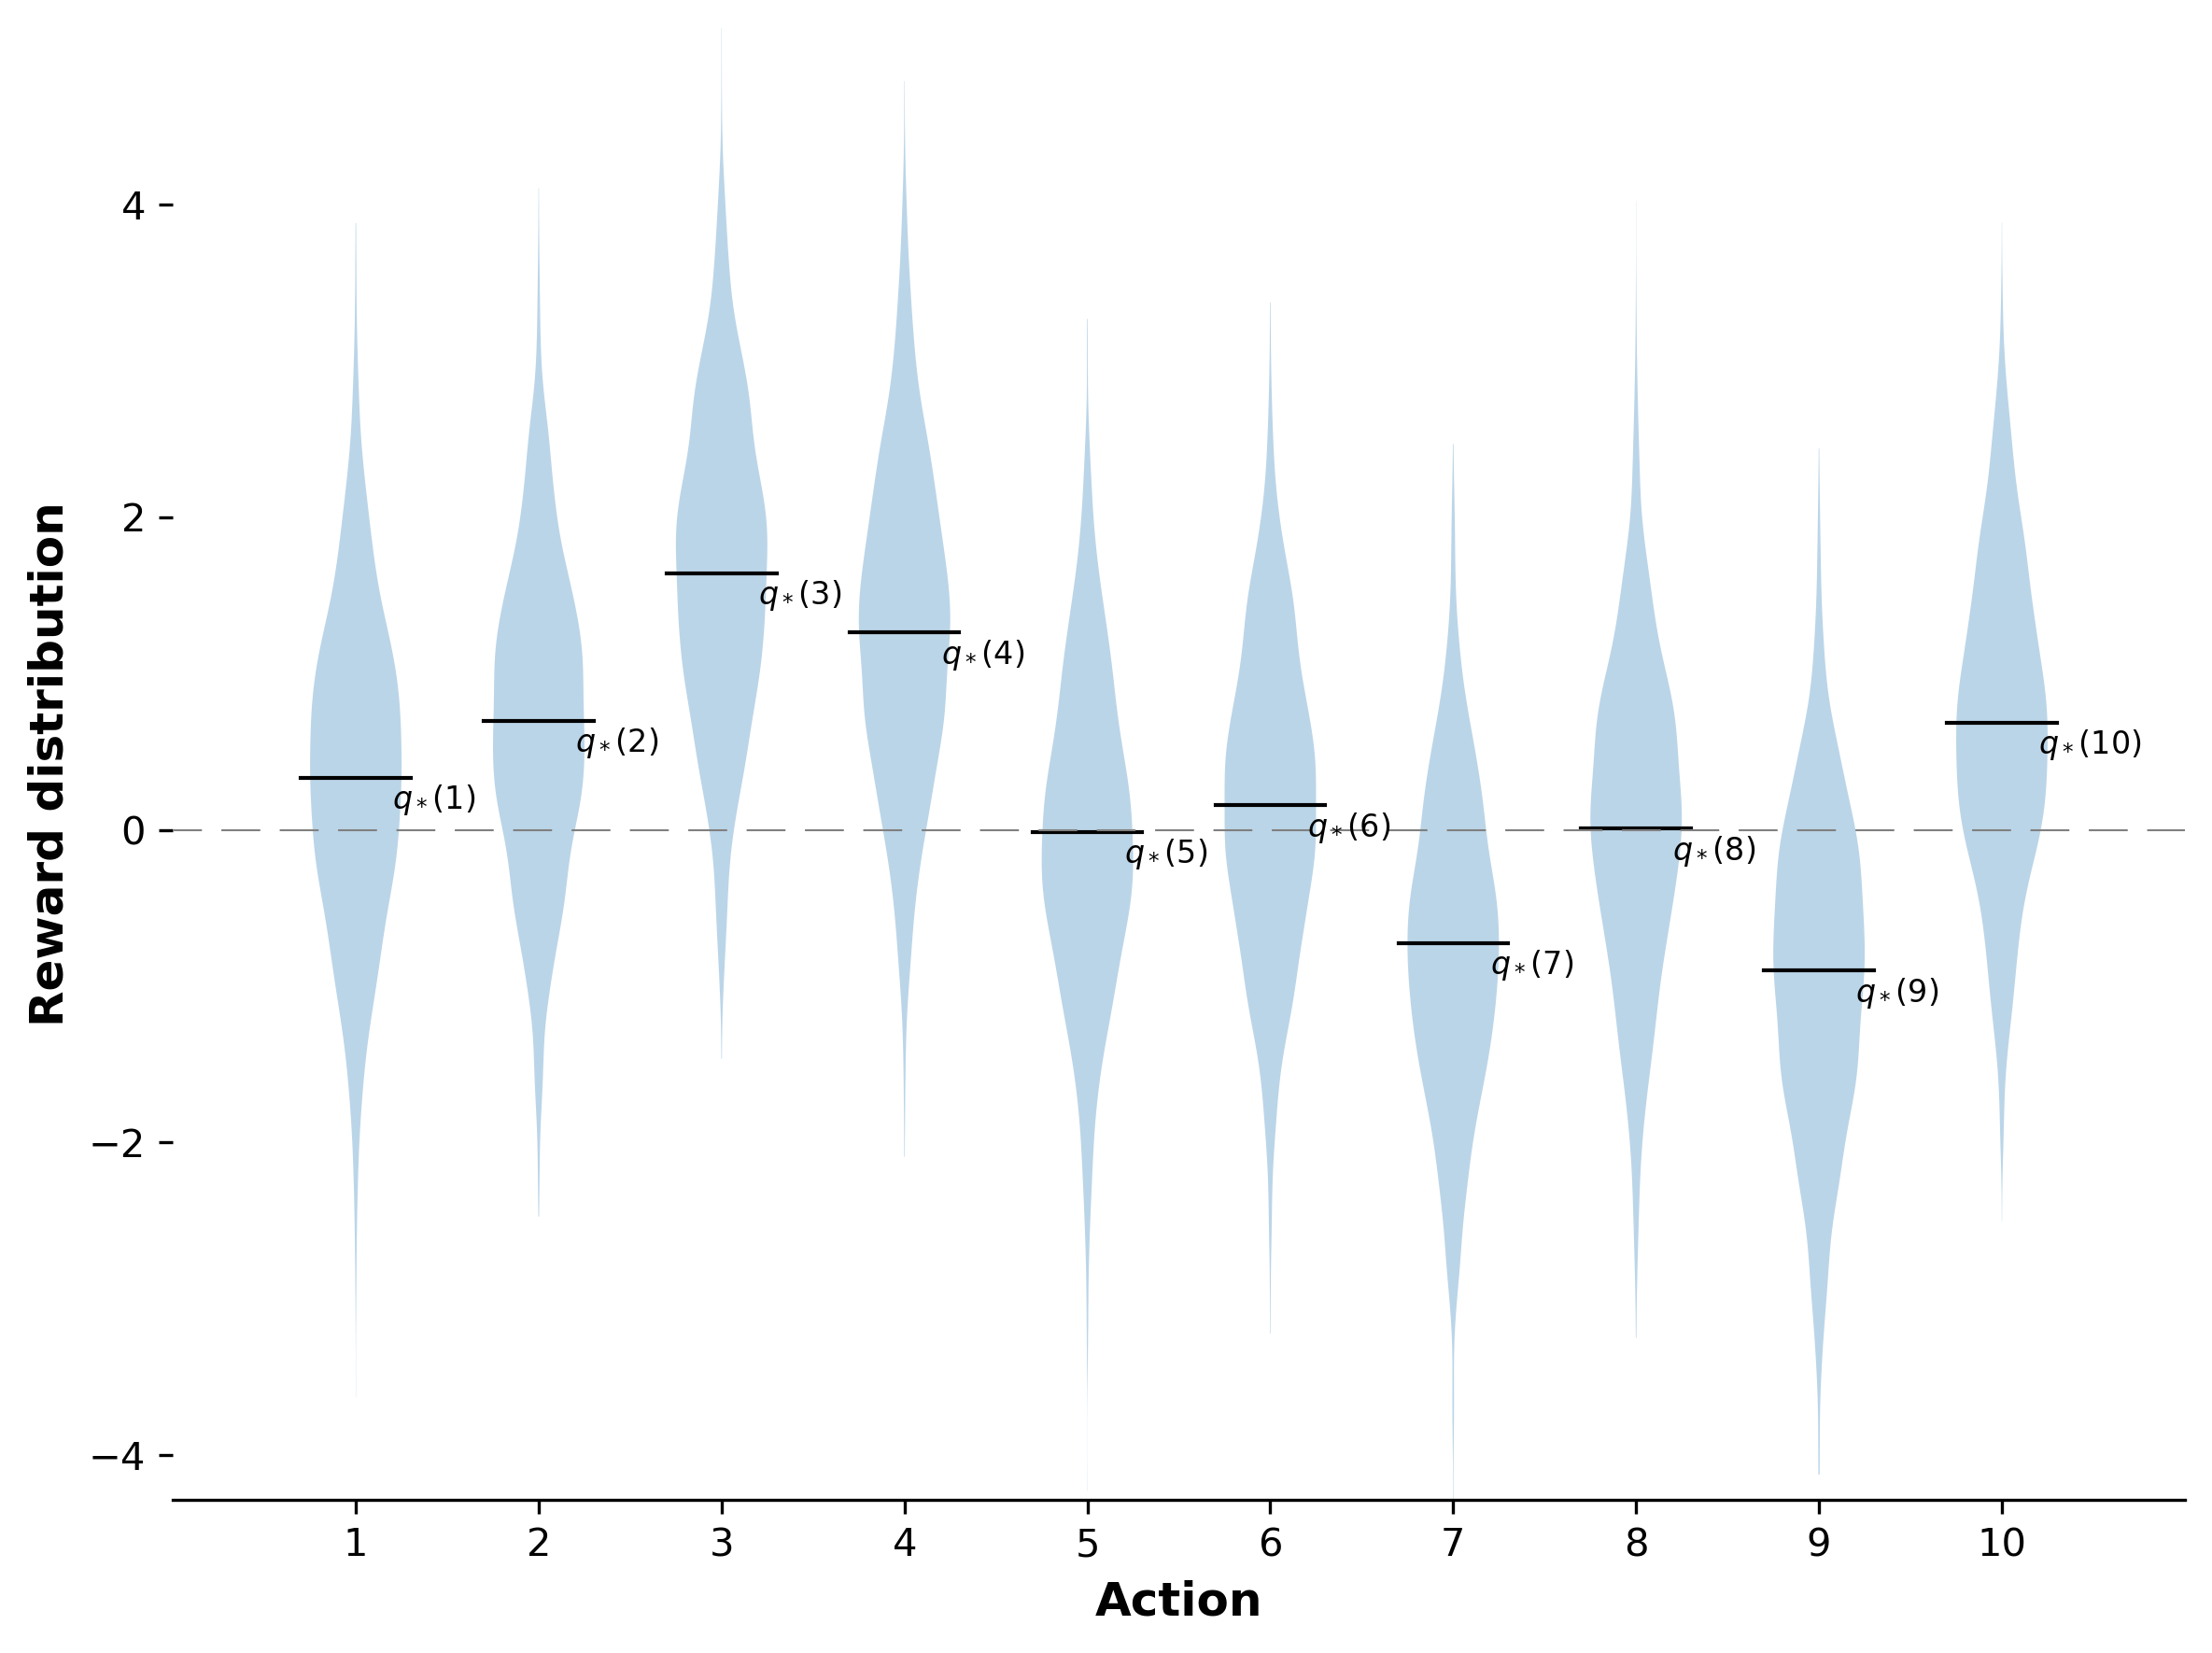 Reward distribution
4
2
0
−2
−4
q*(1)
q*(2)
q*(3)
q*(4)
q*(5)
q*(6)
q*(7)
q*(8)
q*(9)
q*(10)
1 2 3 4 5 6 7 8 9 10
Action